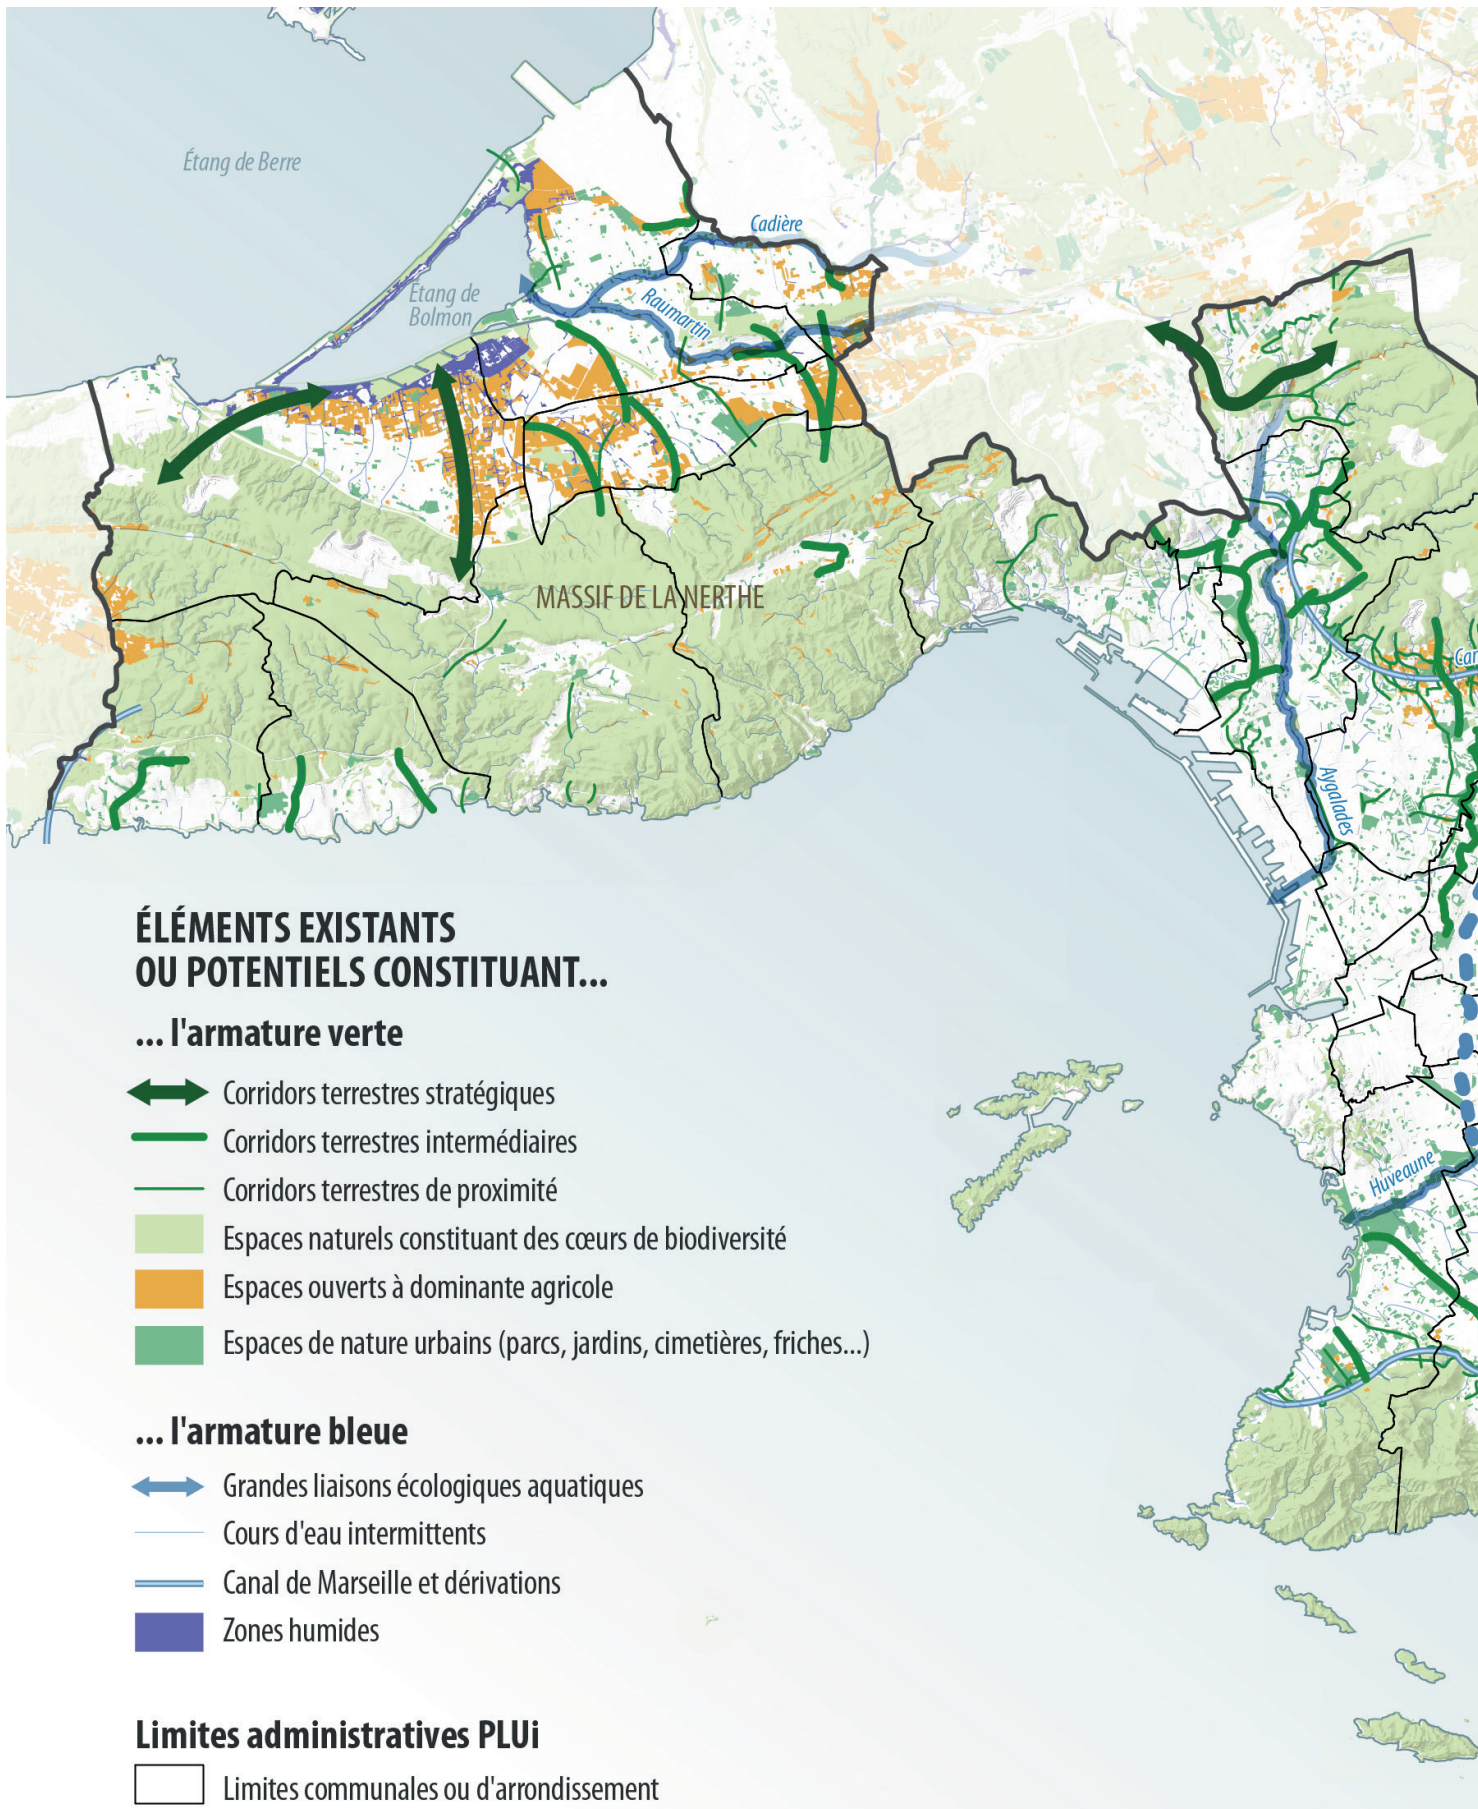 Étang de Berre
Cadière
Étang de
Bolmon
Raumartin
MASSIF DE LA NERTHE
Can
Aygalades
Huveaune
ÉLÉMENTS EXISTANTS
OU POTENTIELS CONSTITUANT...
... l'armature verte
Corridors terrestres stratégiques
Corridors terrestres intermédiaires
Corridors terrestres de proximité
Espaces naturels constituant des cœurs de biodiversité
Espaces ouverts à dominante agricole
Espaces de nature urbains (parcs, jardins, cimetières, friches...)
... l'armature bleue
Grandes liaisons écologiques aquatiques
Cours d'eau intermittents
Canal de Marseille et dérivations
Zones humides
Limites administratives PLUi
Limites communales ou d'arrondissement